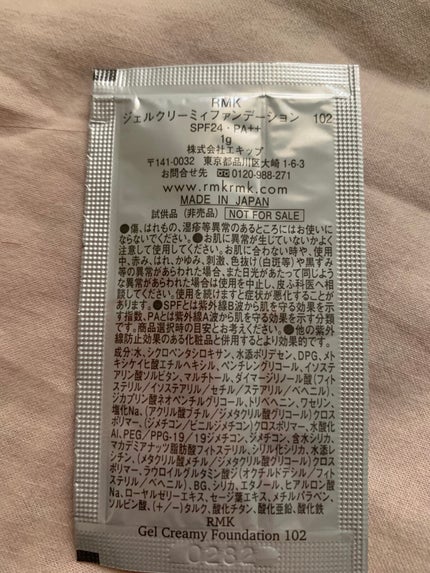 RMK
ジェルクリーミィファンデーション 102
SPF24・PA++
1g
株式会社エキップ
〒141-0032 東京都品川区大崎1-6-3
お問合せ先 0120-988-271
www.rmkrmk.com
MADE IN JAPAN
試供品(非売品) NOT FOR SALE
●傷、はれもの、湿疹等異常のあるところにはお使いに
ならないでください。●お肌に異常が生じていないかよく
注意して使用してください。お肌に合わない時や、使用
中、赤み、はれ、かゆみ、刺激、色抜け(白斑等)や黒ずみ
等の異常があらわれた場合、また日光があたって同じよう
な異常があらわれた場合は使用を中止し、皮ふ科医へ相
談してください。使用を続けますと症状が悪化することが
あります。●SPFとは紫外線B波から肌を守る効果を示
す指数、PAとは紫外線A波から肌を守る効果を示す分類
です。商品選択時の目安とお考えください。●他の紫外
線防止効果のある化粧品と併用するとより効果的です。
成分:水、シクロペンタシロキサン、水添ポリデセン、DPG、メト
キシケイヒ酸エチルヘキシル、ペンチレングリコール、イソステ
アリン酸ソルビタン、マルチトール、ダイマージリノール酸(フィト
ステリル/イソステアリル/セチル/ステアリル/ベヘニル)、
ジカプリン酸ネオペンチルグリコール、トリドペンシン、ワセリン、
塩化Na、(アクリル酸ブチル/ジメタクリル酸グリコール)クロス
ポリマー、(ジメチコン/ビニルジメチコン)クロスポリマー、水酸化
Al、PEG/PPG-19/19ジメチコン、ジメチコン、含水シリカ、
マカデミアナッツ脂肪酸フィトステリル、シリル化シリカ、水添レシ
チン、(メタクリル酸メチル/ジメタクリル酸グリコール)クロス
ポリマー、ラウロイルグルタミン酸ジ(オクチルドデシル/フィト
ステリル/ベヘニル)、BG、シリカ、エタノール、ヒアルロン酸
Na、ローヤルゼリーエキス、セージ葉エキス、メチルパラベン、
ソルビン酸、(+/-)タルク、酸化チタン、酸化亜鉛、酸化鉄
RMK
Gel Creamy Foundation 102
0282